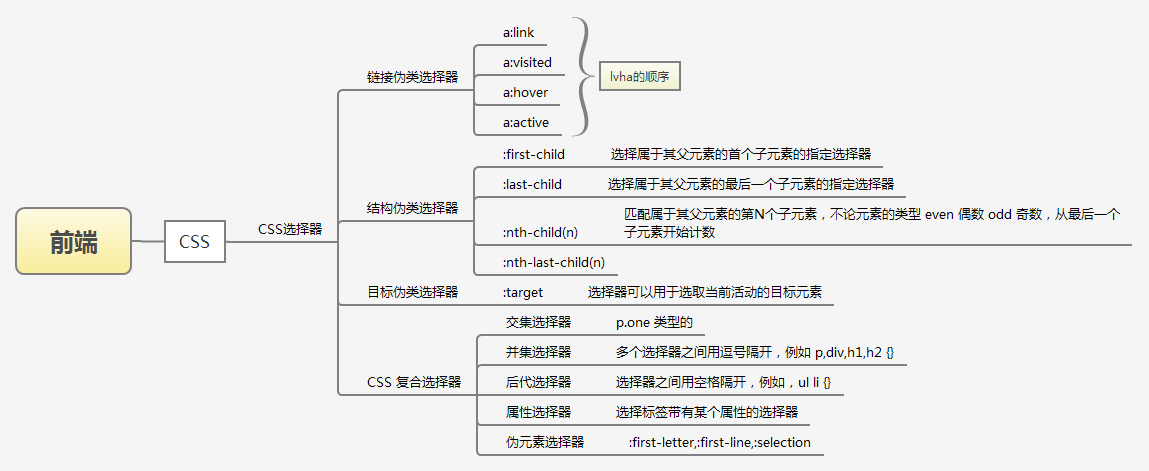 前端
CSS
CSS选择器
链接伪类选择器
a:link
a:visited
a:hover
a:active
lvha的顺序
结构伪类选择器
:first-child 选择属于其父元素的首个子元素的指定选择器
:last-child 选择属于其父元素的最后一个子元素的指定选择器
:nth-child(n)
匹配属于其父元素的第N个子元素，不论元素的类型 even 偶数 odd 奇数，从最后一个
子元素开始计数
:nth-last-child(n)
目标伪类选择器
:target 选择器可以用于选取当前活动的目标元素
CSS 复合选择器
交集选择器 p.one 类型的
并集选择器 多个选择器之间用逗号隔开，例如 p,div,h1,h2 {}
后代选择器 选择器之间用空格隔开，例如，ul li {}
属性选择器 选择标签带有某个属性的选择器
伪元素选择器 :first-letter,:first-line,:selection